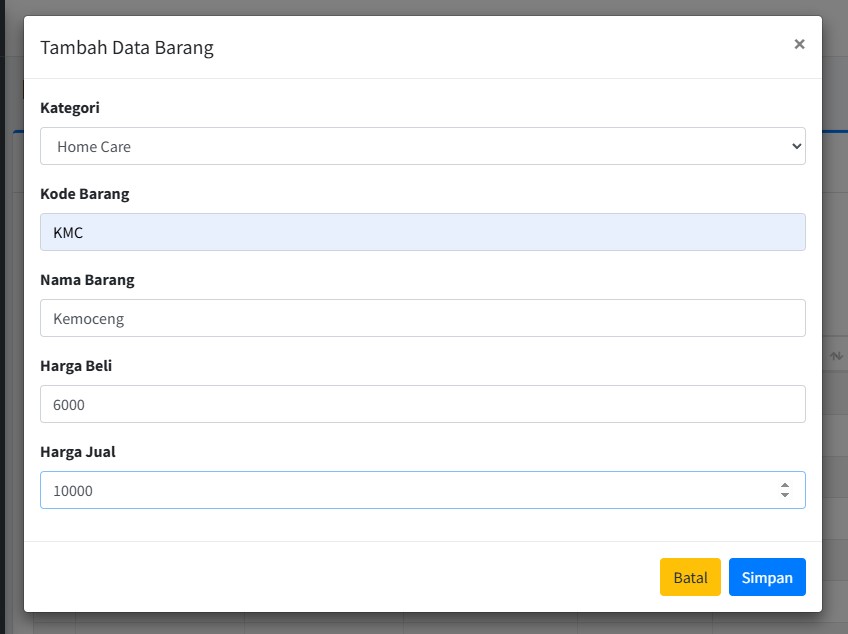 Tambah Data Barang ×
Kategori
Home Care
Kode Barang
KMC
Nama Barang
Kemoceng
Harga Beli
6000
Harga Jual
10000
Batal Simpan